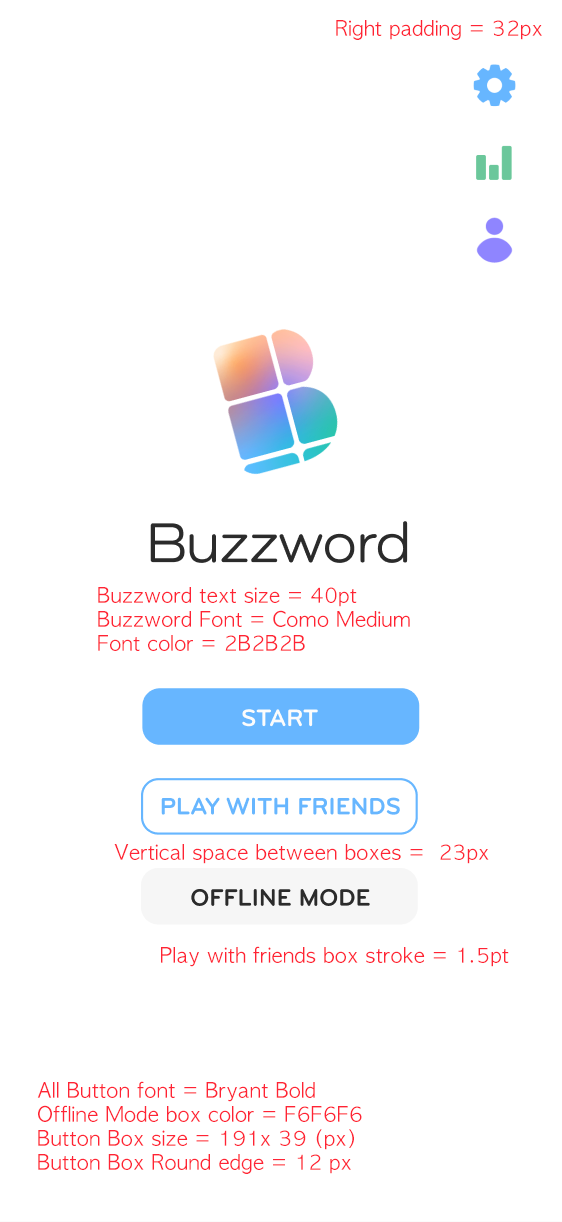 Right padding = 32px
Buzzword
Buzzword text size = 40pt
Buzzword Font = Como Medium
Font color = 2B2B2B
START
PLAY WITH FRIENDS
Vertical space between boxes =  23px
OFFLINE MODE
Play with friends box stroke = 1.5pt
All Button font = Bryant Bold
Offline Mode box color = F6F6F6
Button Box size = 191x 39 (px)
Button Box Round edge = 12 px